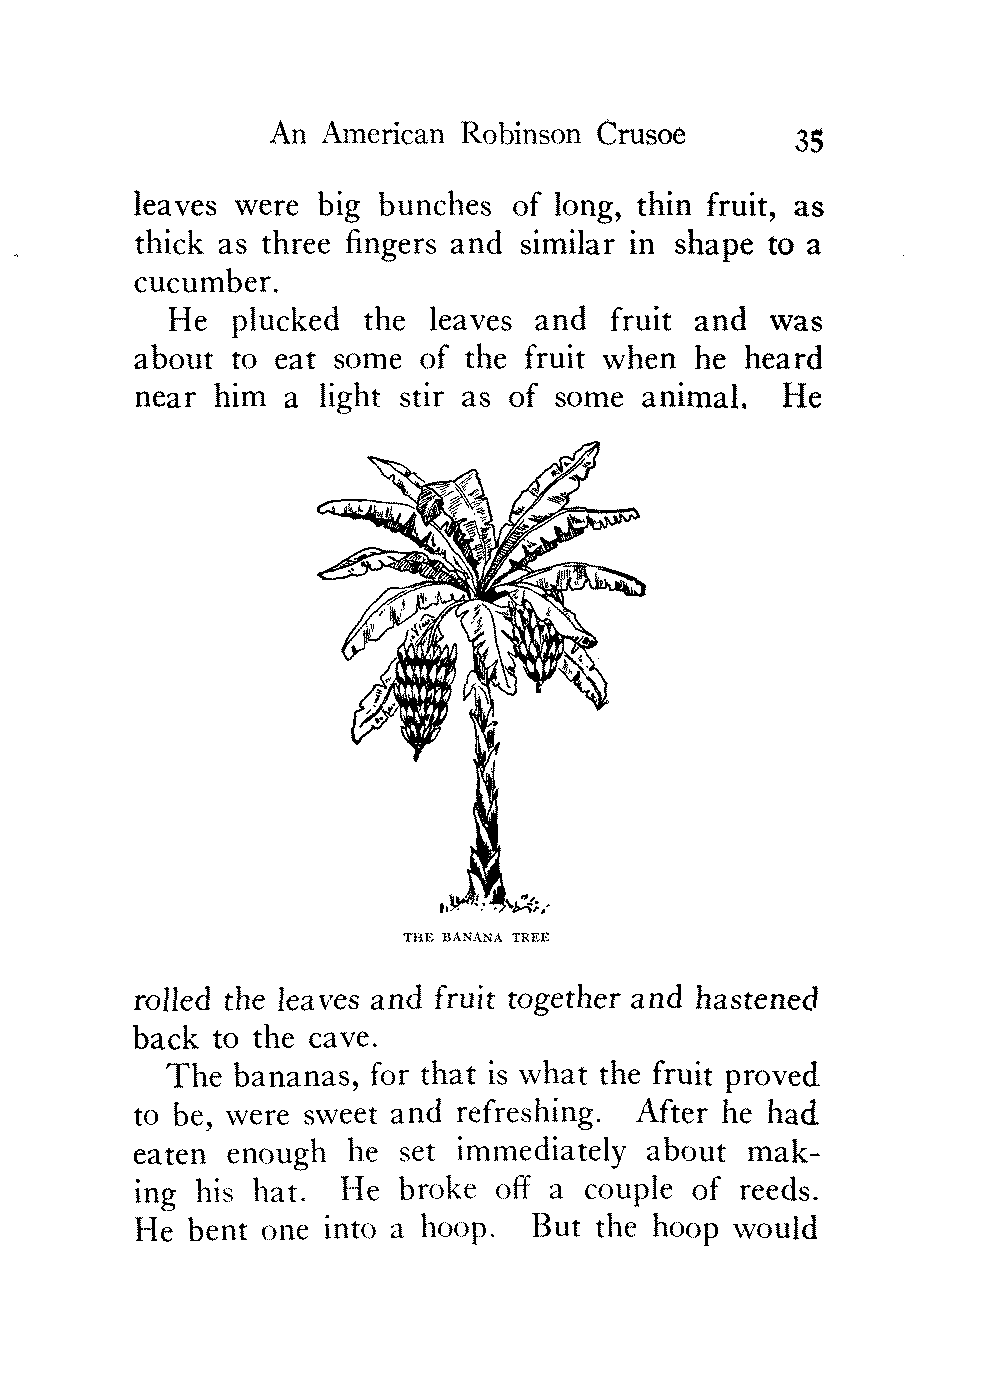 An American Robinson Crusoe 35
leaves were big bunches of long, thin fruit, as
thick as three fingers and similar in shape to a
cucumber.
He plucked the leaves and fruit and was
about to eat some of the fruit when he heard
near him a light stir as of some animal. He
THE BANANA TREE
rolled the leaves and fruit together and hastened
back to the cave.
The bananas, for that is what the fruit proved
to be, were sweet and refreshing. After he had
eaten enough he set immediately about mak-
ing his hat. He broke off a couple of reeds.
He bent one into a hoop. But the hoop would